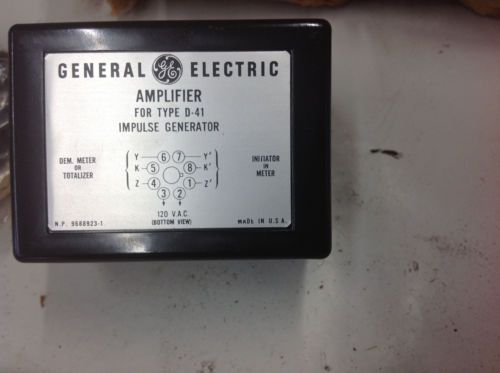 GENERAL GE ELECTRIC
AMPLIFIER
FOR TYPE D-41
IMPULSE GENERATOR
DEM. METER
OR
TOTALIZER
Y 6 7 Y'
K 5 8 K'
Z 4 1 Z'
3 2
INITIATOR
IN
METER
120 V.A.C.
(BOTTOM VIEW)
N.P. 9688923-1
MADE IN U.S.A.